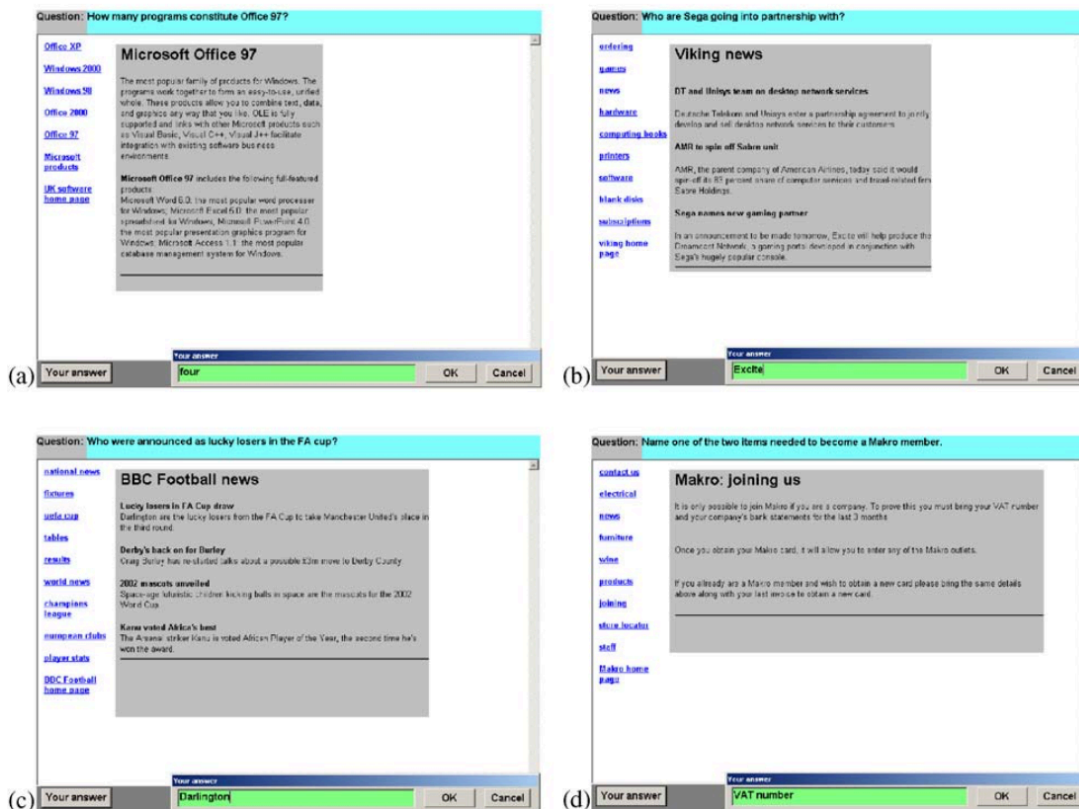 Question: How many programs constitute Office 97?
Office XP
Windows 2000
Windows 98
Office 2000
Office 97
Microsoft
products
UK software
home page
Microsoft Office 97
The most popular family of products for Windows. The
programs work together to form an easy-to-use, unified
whole. These products allow you to combine text, data,
and graphics any way that you like. OLE is fully
supported and links with other Microsoft products such
as Visual Basic, Visual C++, Visual J++ facilitate
integration with existing software business
environments.
Microsoft Office 97 includes the following full-featured
products:
Microsoft Word 6.0: the most popular word processer
for Windows; Microsoft Excel 5.0: the most popular
spreadsheet for Windows; Microsoft PowerPoint 4.0:
the most popular presentation graphics program for
Windows; Microsoft Access 1.1: the most popular
database management system for Windows.
Your answer
(a) Your answer four OK Cancel
Question: Who are Sega going into partnership with?
ordering
games
news
hardware
computing books
printers
software
blank disks
subscriptions
viking home
page
Viking news
DT and Unisys team on desktop network services
Deutsche Telekom and Unisys enter a partnership agreement to jointly
develop and sell desktop network services to their customers.
AMR to spin off Sabre unit
AMR, the parent company of American Airlines, today said it would
spin-off its 83 percent share of computer services and travel-related firm
Sabre Holdings.
Sega names new gaming partner
In an announcement to be made tomorrow, Excite will help produce the
Dreamcast Network, a gaming portal developed in conjunction with
Sega's hugely popular console.
Your answer
(b) Your answer Excite OK Cancel
Question: Who were announced as lucky losers in the FA cup?
national news
fixtures
uefa cup
tables
results
world news
champions
league
european clubs
player stats
BBC Football
home page
BBC Football news
Lucky losers in FA Cup draw
Darlington are the lucky losers from the FA Cup to take Manchester United's place in
the third round.
Derby's back on for Burley
Craig Burley has re-started talks about a possible £3m move to Derby County.
2002 mascots unveiled
Space-age futuristic children kicking balls in space are the mascots for the 2002
World Cup.
Kanu voted Africa's best
The Arsenal striker Kanu is voted African Player of the Year, the second time he's
won the award.
Your answer
(c) Your answer Darlington OK Cancel
Question: Name one of the two items needed to become a Makro member.
contact us
electrical
news
furniture
wine
products
joining
store locator
staff
Makro home
page
Makro: joining us
It is only possible to join Makro if you are a company. To prove this you must bring your VAT number
and your company's bank statements for the last 3 months.
Once you obtain your Makro card, it will allow you to enter any of the Makro outlets.
If you already are a Makro member and wish to obtain a new card please bring the same details
above along with your last invoice to obtain a new card.
Your answer
(d) Your answer VAT number OK Cancel